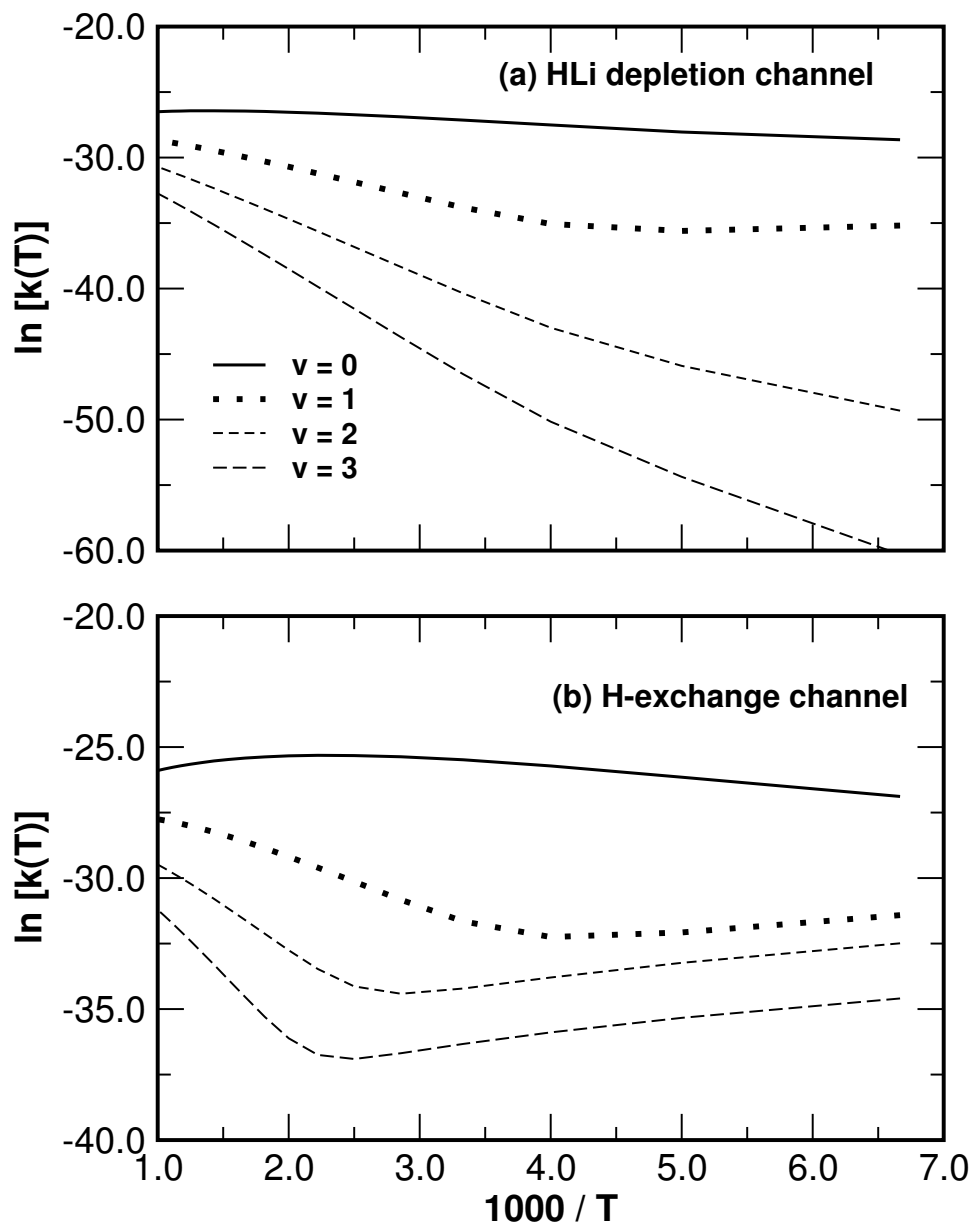 -20.0
(a) HLi depletion channel
-30.0
-40.0
ln [k(T)]
v = 0
v = 1
v = 2
v = 3
-50.0
-60.0
-20.0
(b) H-exchange channel
-25.0
-30.0
ln [k(T)]
-35.0
-40.0
1.0 2.0 3.0 4.0 5.0 6.0 7.0
1000 / T